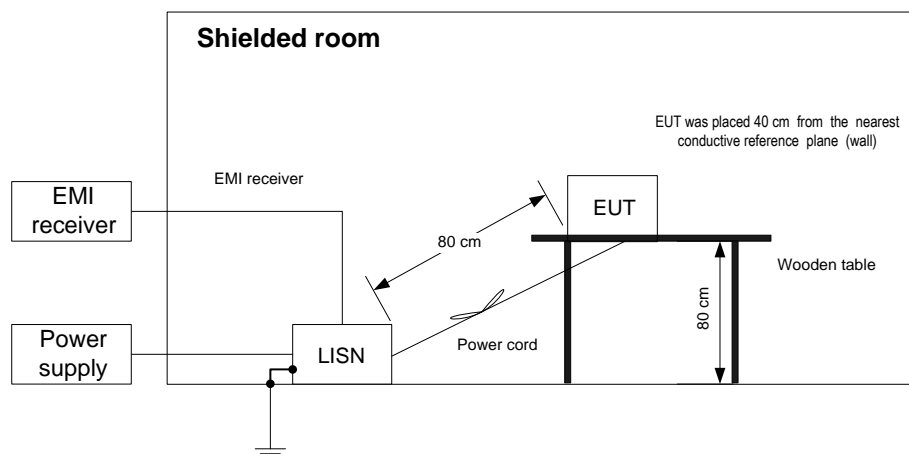 Shielded room
EUT was placed 40 cm from the nearest
conductive reference plane (wall)
EMI receiver
EMI
receiver
EUT
80 cm
Wooden table
80 cm
Power cord
Power
supply
LISN